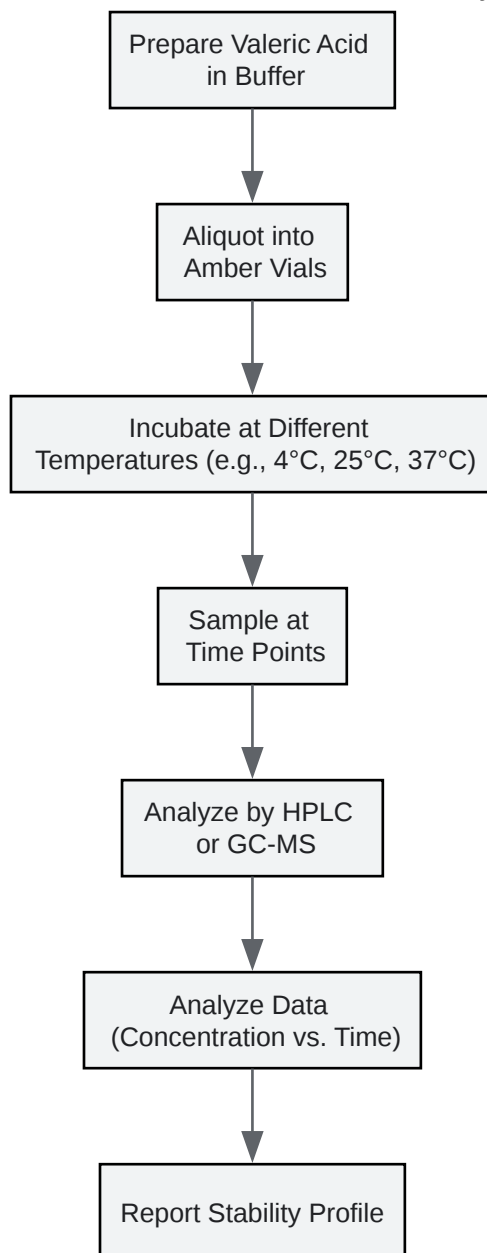 Prepare Valeric Acid
in Buffer
Aliquot into
Amber Vials
Incubate at Different
Temperatures (e.g., 4°C, 25°C, 37°C)
Sample at
Time Points
Analyze by HPLC
or GC-MS
Analyze Data
(Concentration vs. Time)
Report Stability Profile